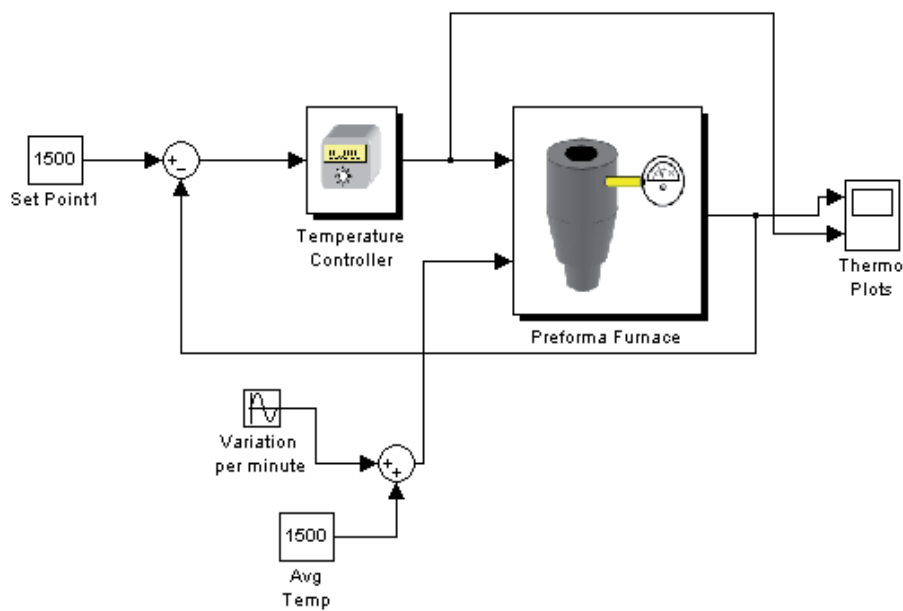 1500
Set Point1
Temperature
Controller
Preforma Furnace
Thermo
Plots
Variation
per minute
1500
Avg
Temp